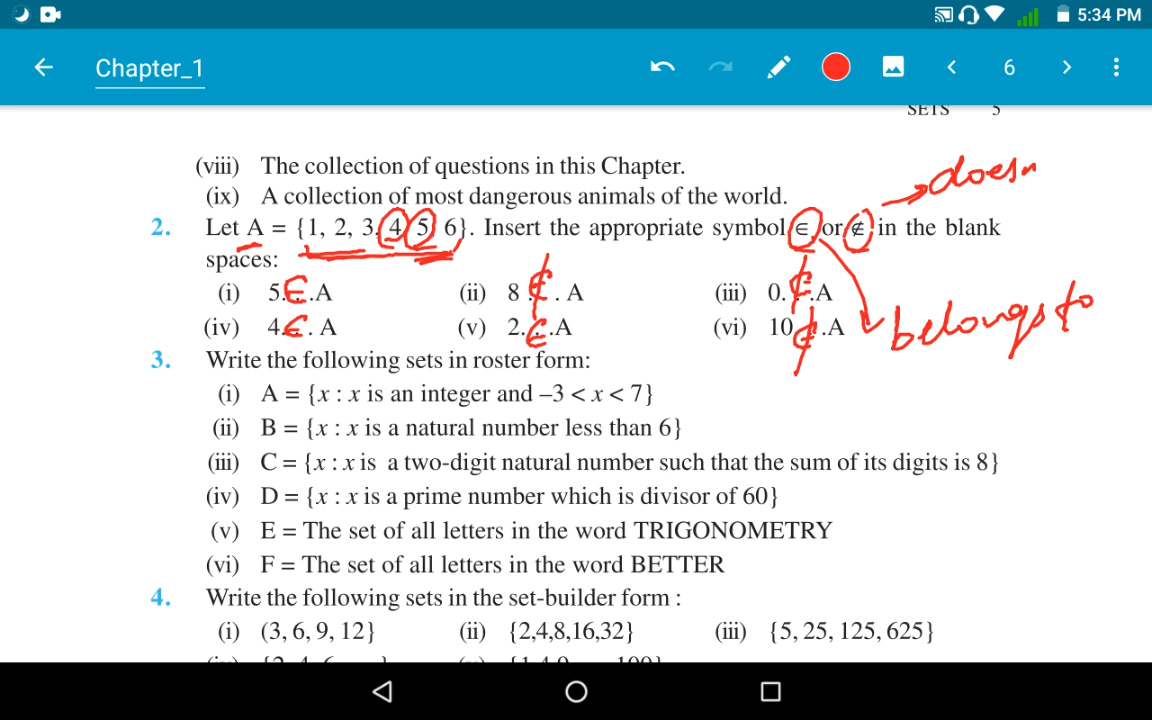 5:34 PM
Chapter_1
6
SETS 5
(viii) The collection of questions in this Chapter.
(ix) A collection of most dangerous animals of the world.
doesn
2. Let A = {1, 2, 3, 4, 5, 6}. Insert the appropriate symbol ∈ or ∉ in the blank
spaces:
(i) 5 ∈ .A (ii) 8 ∉ . A (iii) 0. ∉ .A
belongs to
(iv) 4 ∈ . A (v) 2. ∈ .A (vi) 10 ∉ .A
3. Write the following sets in roster form:
(i) A = {x : x is an integer and –3 < x < 7}
(ii) B = {x : x is a natural number less than 6}
(iii) C = {x : x is a two-digit natural number such that the sum of its digits is 8}
(iv) D = {x : x is a prime number which is divisor of 60}
(v) E = The set of all letters in the word TRIGONOMETRY
(vi) F = The set of all letters in the word BETTER
4. Write the following sets in the set-builder form :
(i) (3, 6, 9, 12} (ii) {2,4,8,16,32} (iii) {5, 25, 125, 625}